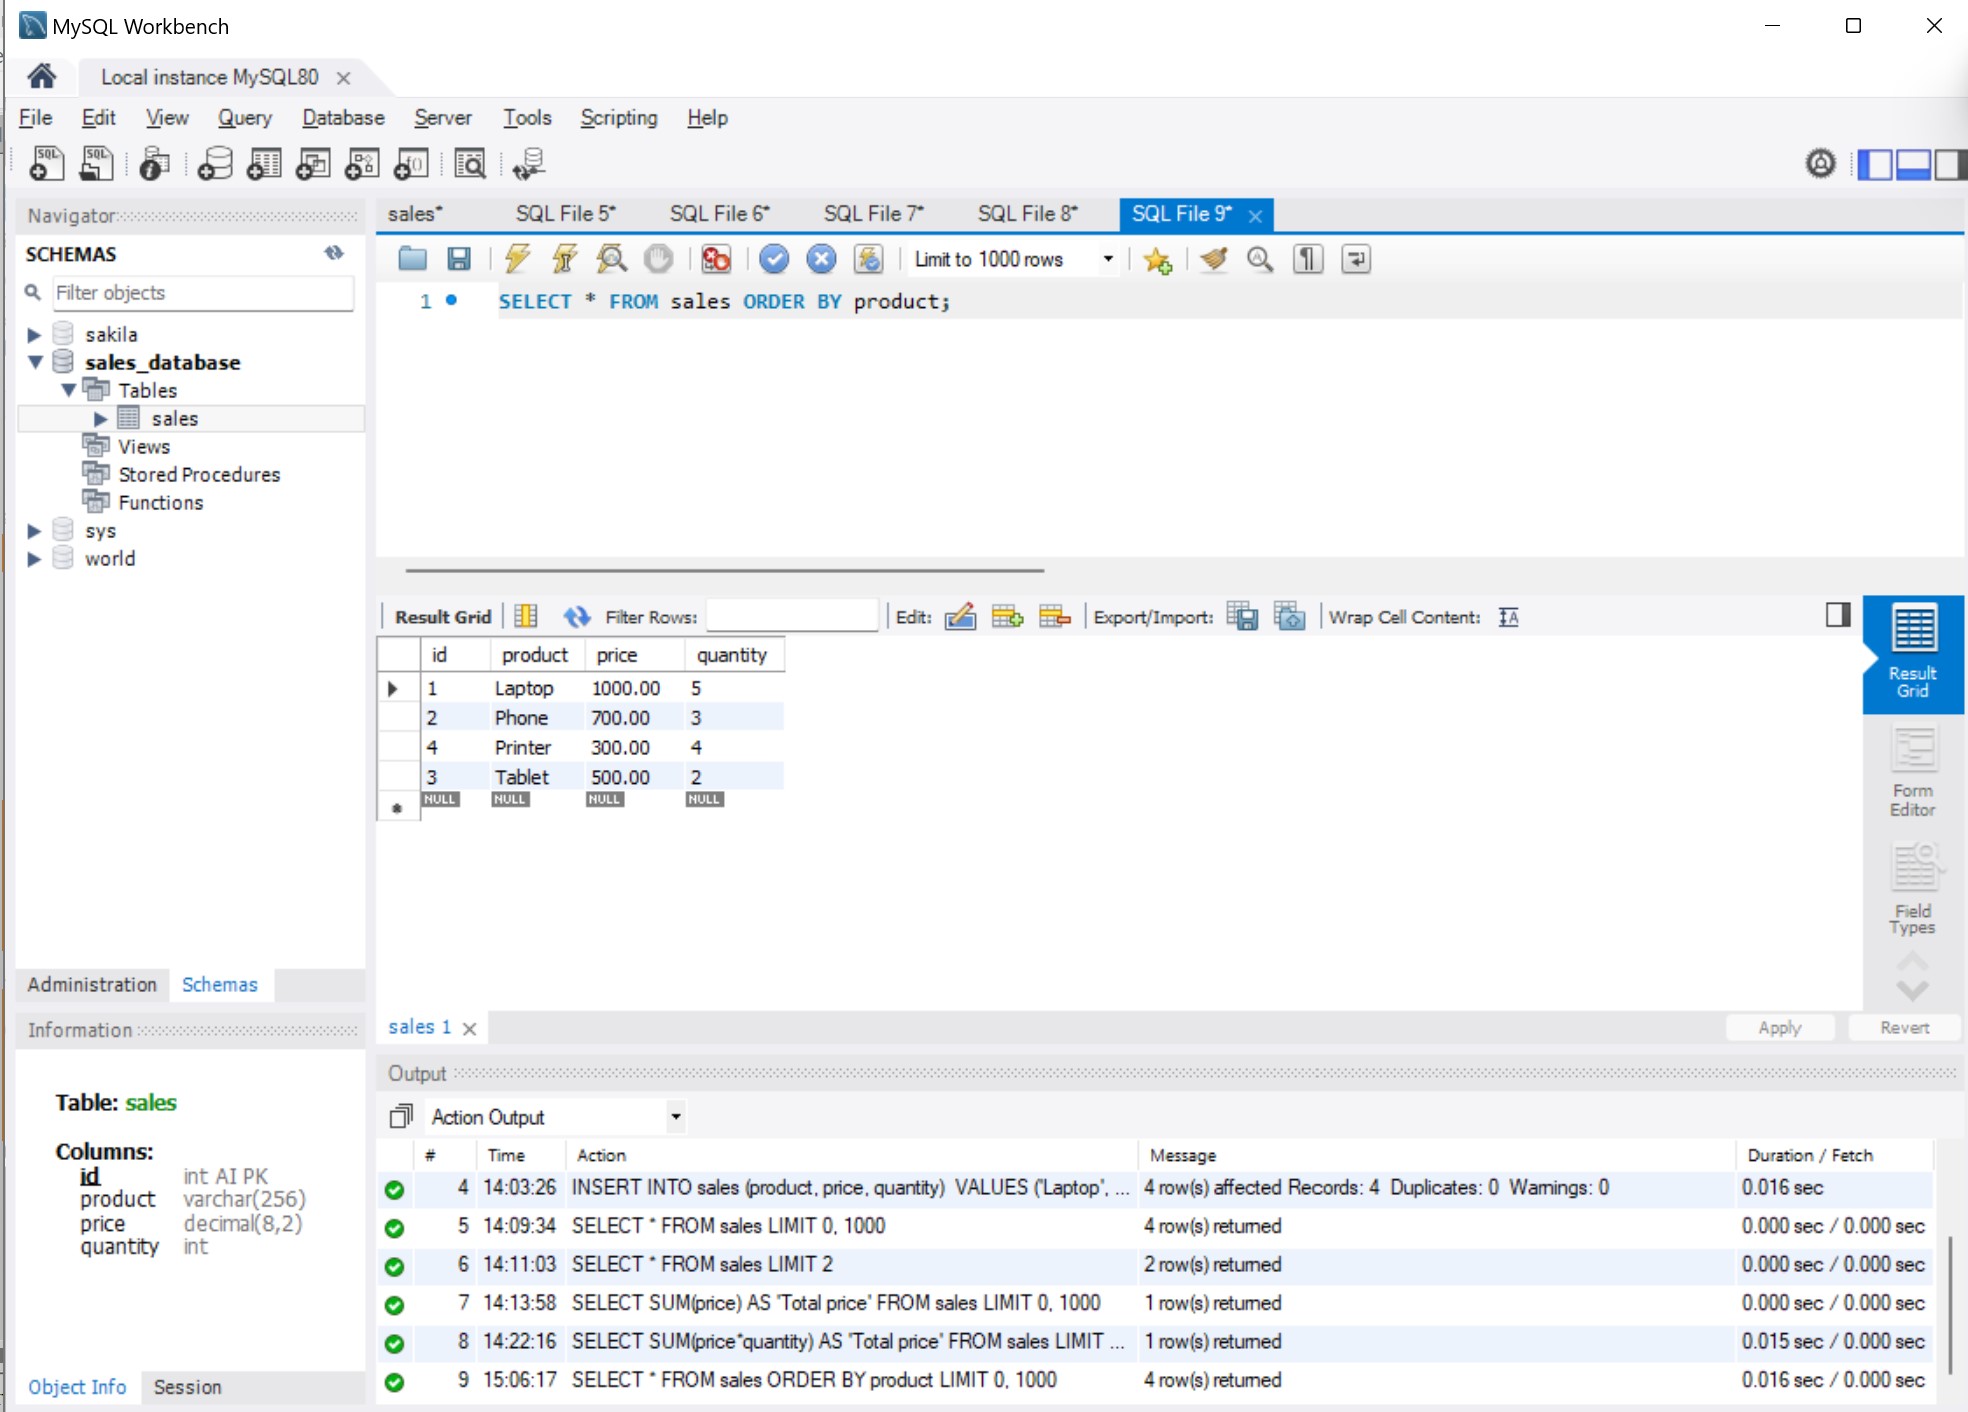 MySQL Workbench
Local instance MySQL80
File Edit View Query Database Server Tools Scripting Help
Navigator
SCHEMAS
Filter objects
sakila
sales_database
Tables
sales
Views
Stored Procedures
Functions
sys
world
Administration Schemas
Information
Table: sales
Columns:
id int AI PK
product varchar(256)
price decimal(8,2)
quantity int
Object Info Session
sales* SQL File 5* SQL File 6* SQL File 7* SQL File 8* SQL File 9*
Limit to 1000 rows
1 SELECT * FROM sales ORDER BY product;
Result Grid Filter Rows: Edit: Export/Import: Wrap Cell Content:
id product price quantity
1 Laptop 1000.00 5
2 Phone 700.00 3
4 Printer 300.00 4
3 Tablet 500.00 2
NULL NULL NULL NULL
Result
Grid
Form
Editor
Field
Types
sales 1 Apply Revert
Output
Action Output
# Time Action Message Duration / Fetch
4 14:03:26 INSERT INTO sales (product, price, quantity) VALUES ('Laptop', ... 4 row(s) affected Records: 4 Duplicates: 0 Warnings: 0 0.016 sec
5 14:09:34 SELECT * FROM sales LIMIT 0, 1000 4 row(s) returned 0.000 sec / 0.000 sec
6 14:11:03 SELECT * FROM sales LIMIT 2 2 row(s) returned 0.000 sec / 0.000 sec
7 14:13:58 SELECT SUM(price) AS 'Total price' FROM sales LIMIT 0, 1000 1 row(s) returned 0.000 sec / 0.000 sec
8 14:22:16 SELECT SUM(price*quantity) AS 'Total price' FROM sales LIMIT ... 1 row(s) returned 0.015 sec / 0.000 sec
9 15:06:17 SELECT * FROM sales ORDER BY product LIMIT 0, 1000 4 row(s) returned 0.016 sec / 0.000 sec